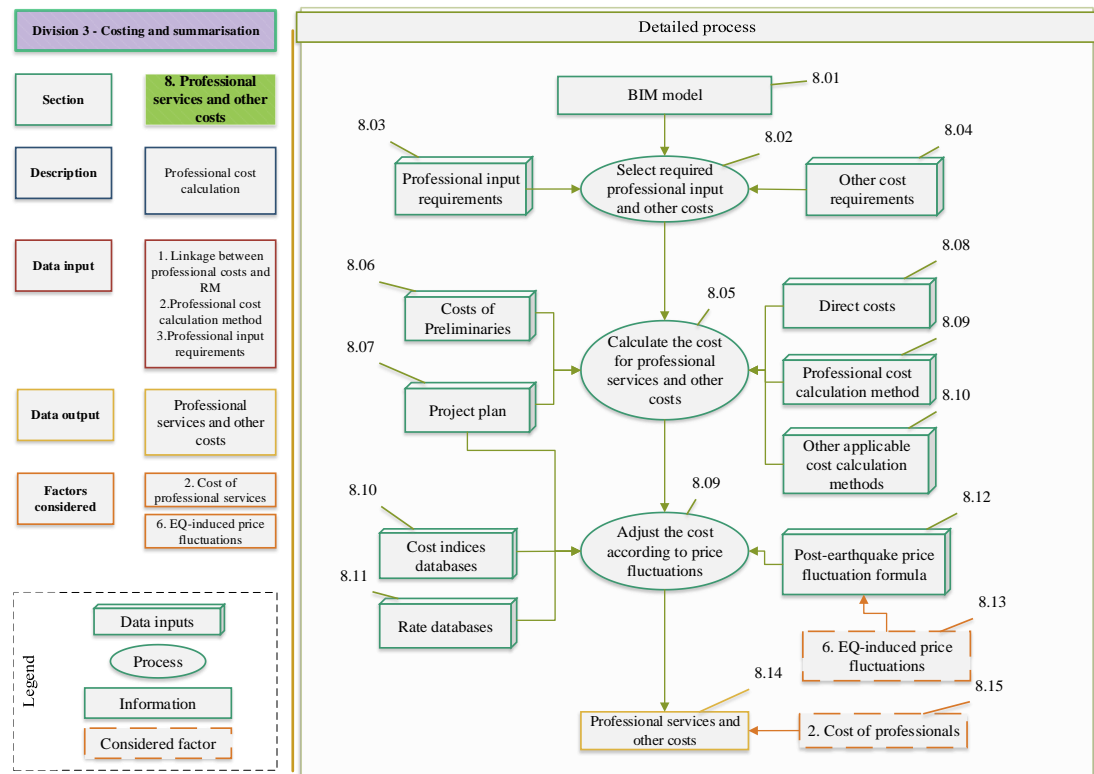 Division 3 - Costing and summarisation
Section
8. Professional
services and other
costs
Description
Professional cost
calculation
Data input
1. Linkage between
professional costs and
RM
2.Professional cost
calculation method
3.Professional input
requirements
Data output
Professional
services and other
costs
Factors
considered
2. Cost of
professional services
6. EQ-induced price
fluctuations
Legend
Data inputs
Process
Information
Considered factor
Detailed process
8.01
BIM model
8.03
8.02
8.04
Professional input
requirements
Select required
professional input
and other costs
Other cost
requirements
8.06
8.05
8.08
Costs of
Preliminaries
Direct costs
8.07
8.09
Calculate the cost
for professional
services and other
costs
Project plan
Professional cost
calculation method
8.10
Other applicable
cost calculation
methods
8.10
8.09
8.12
Cost indices
databases
Adjust the cost
according to price
fluctuations
Post-earthquake price
fluctuation formula
8.11
Rate databases
8.13
6. EQ-induced price
fluctuations
8.14
8.15
Professional services and
other costs
2. Cost of professionals